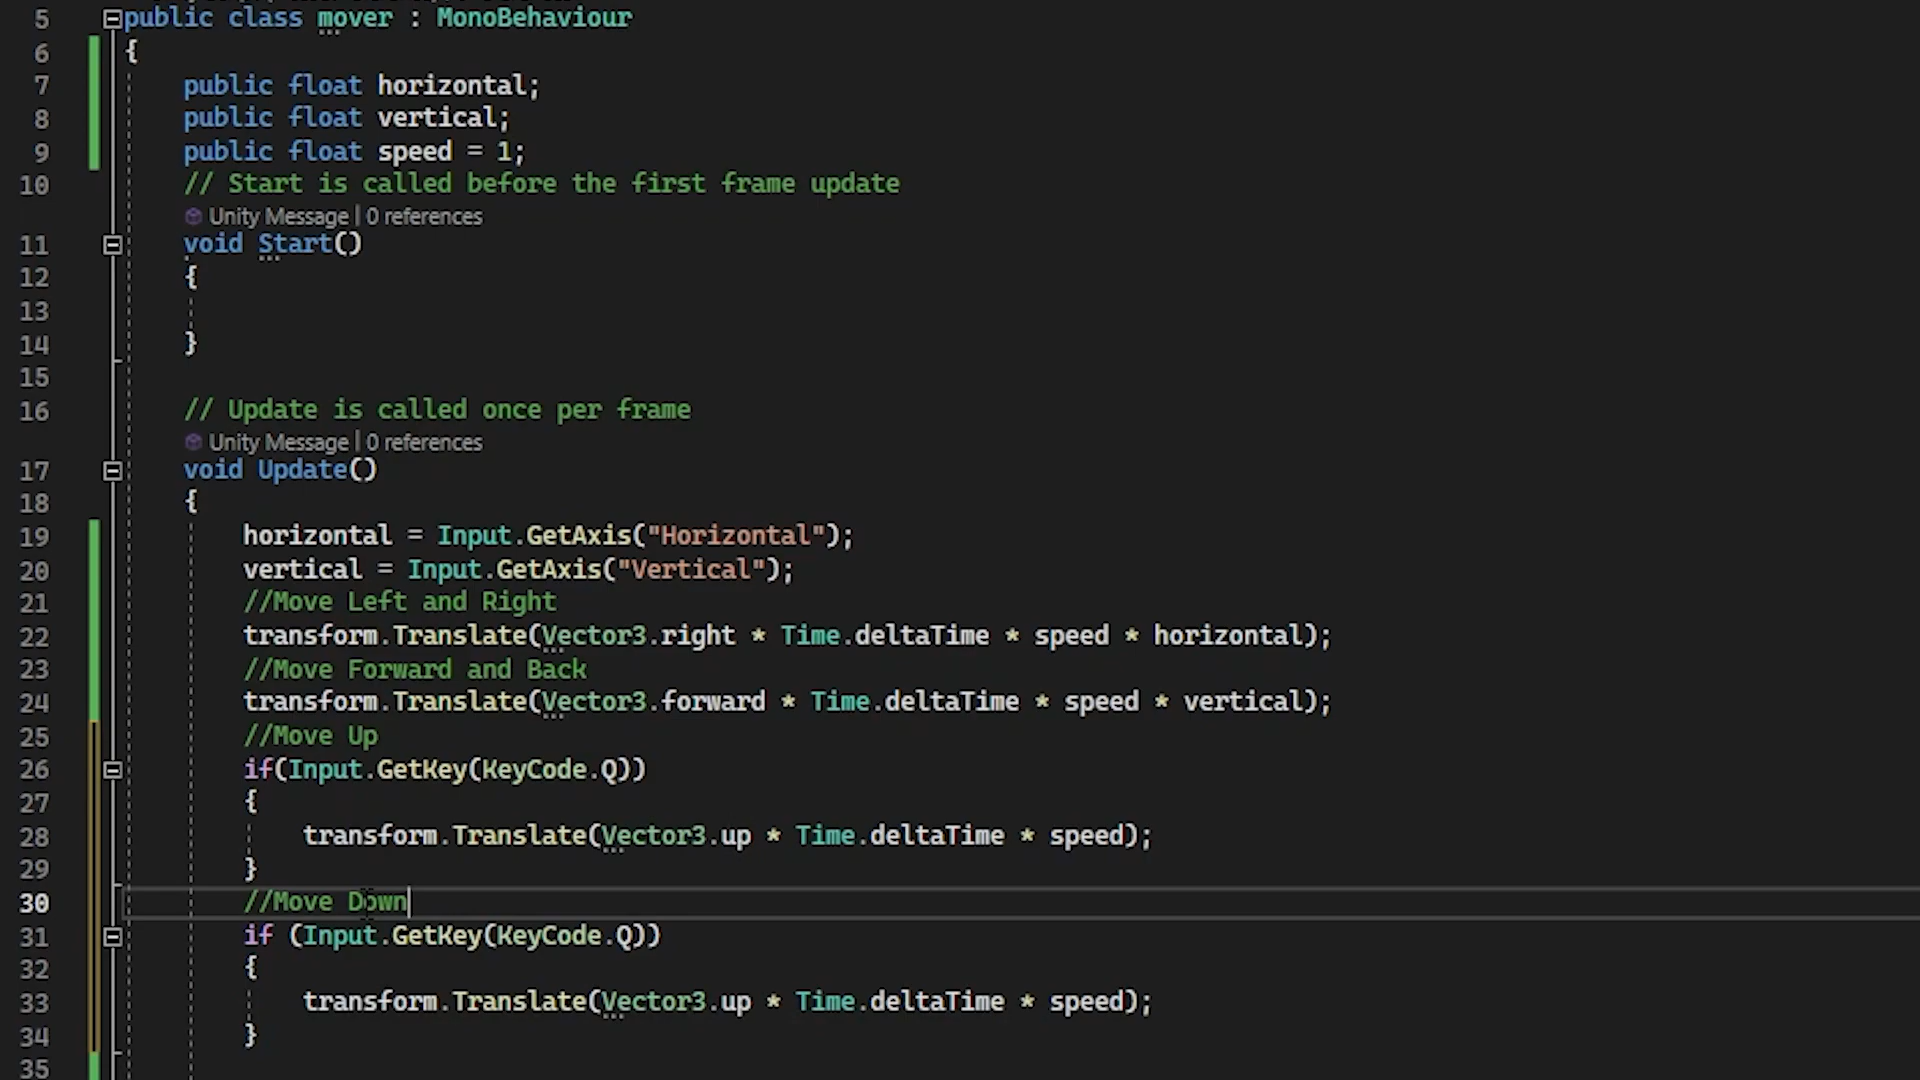 5 public class mover : MonoBehaviour
6 {
7 public float horizontal;
8 public float vertical;
9 public float speed = 1;
10 // Start is called before the first frame update
Unity Message | 0 references
11 void Start()
12 {
13
14 }
15
16 // Update is called once per frame
Unity Message | 0 references
17 void Update()
18 {
19 horizontal = Input.GetAxis("Horizontal");
20 vertical = Input.GetAxis("Vertical");
21 //Move Left and Right
22 transform.Translate(Vector3.right * Time.deltaTime * speed * horizontal);
23 //Move Forward and Back
24 transform.Translate(Vector3.forward * Time.deltaTime * speed * vertical);
25 //Move Up
26 if(Input.GetKey(KeyCode.Q))
27 {
28 transform.Translate(Vector3.up * Time.deltaTime * speed);
29 }
30 //Move Down
31 if (Input.GetKey(KeyCode.Q))
32 {
33 transform.Translate(Vector3.up * Time.deltaTime * speed);
34 }
35